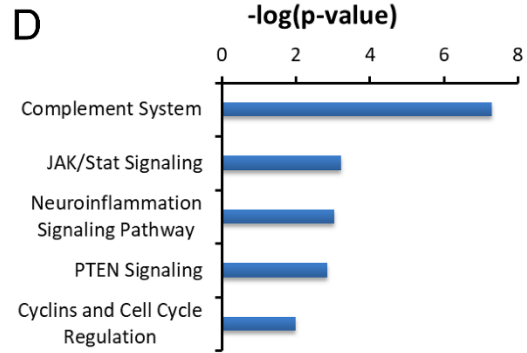 D
-log(p-value)
0 2 4 6 8
Complement System
JAK/Stat Signaling
Neuroinflammation
Signaling Pathway
PTEN Signaling
Cyclins and Cell Cycle
Regulation